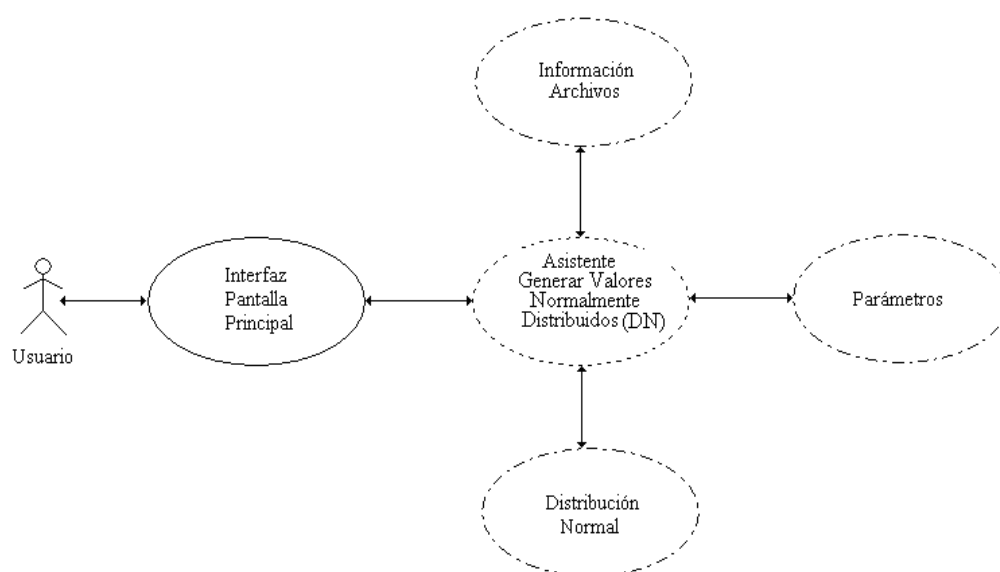 Información
Archivos
Interfaz
Pantalla
Principal
Asistente
Generar Valores
Normalmente
Distribuidos (DN)
Parámetros
Usuario
Distribución
Normal